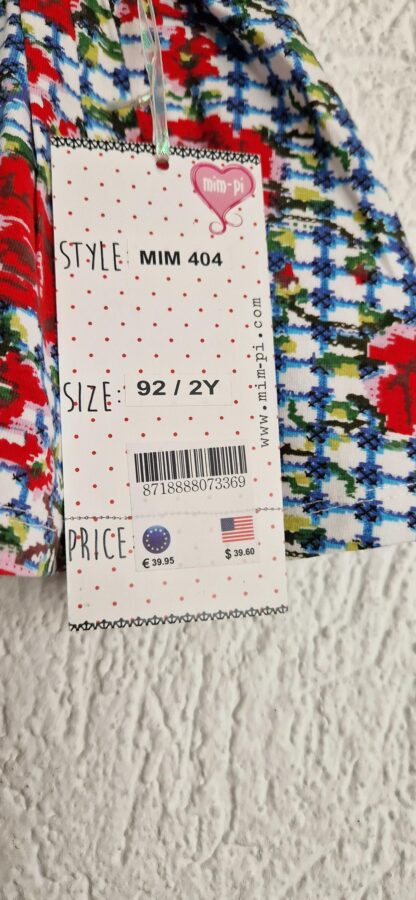 mim-pi
STYLE: MIM 404
www.mim-pi.com
SIZE: 92 / 2Y
8718888073369
PRICE
€ 39.95
$ 39.60